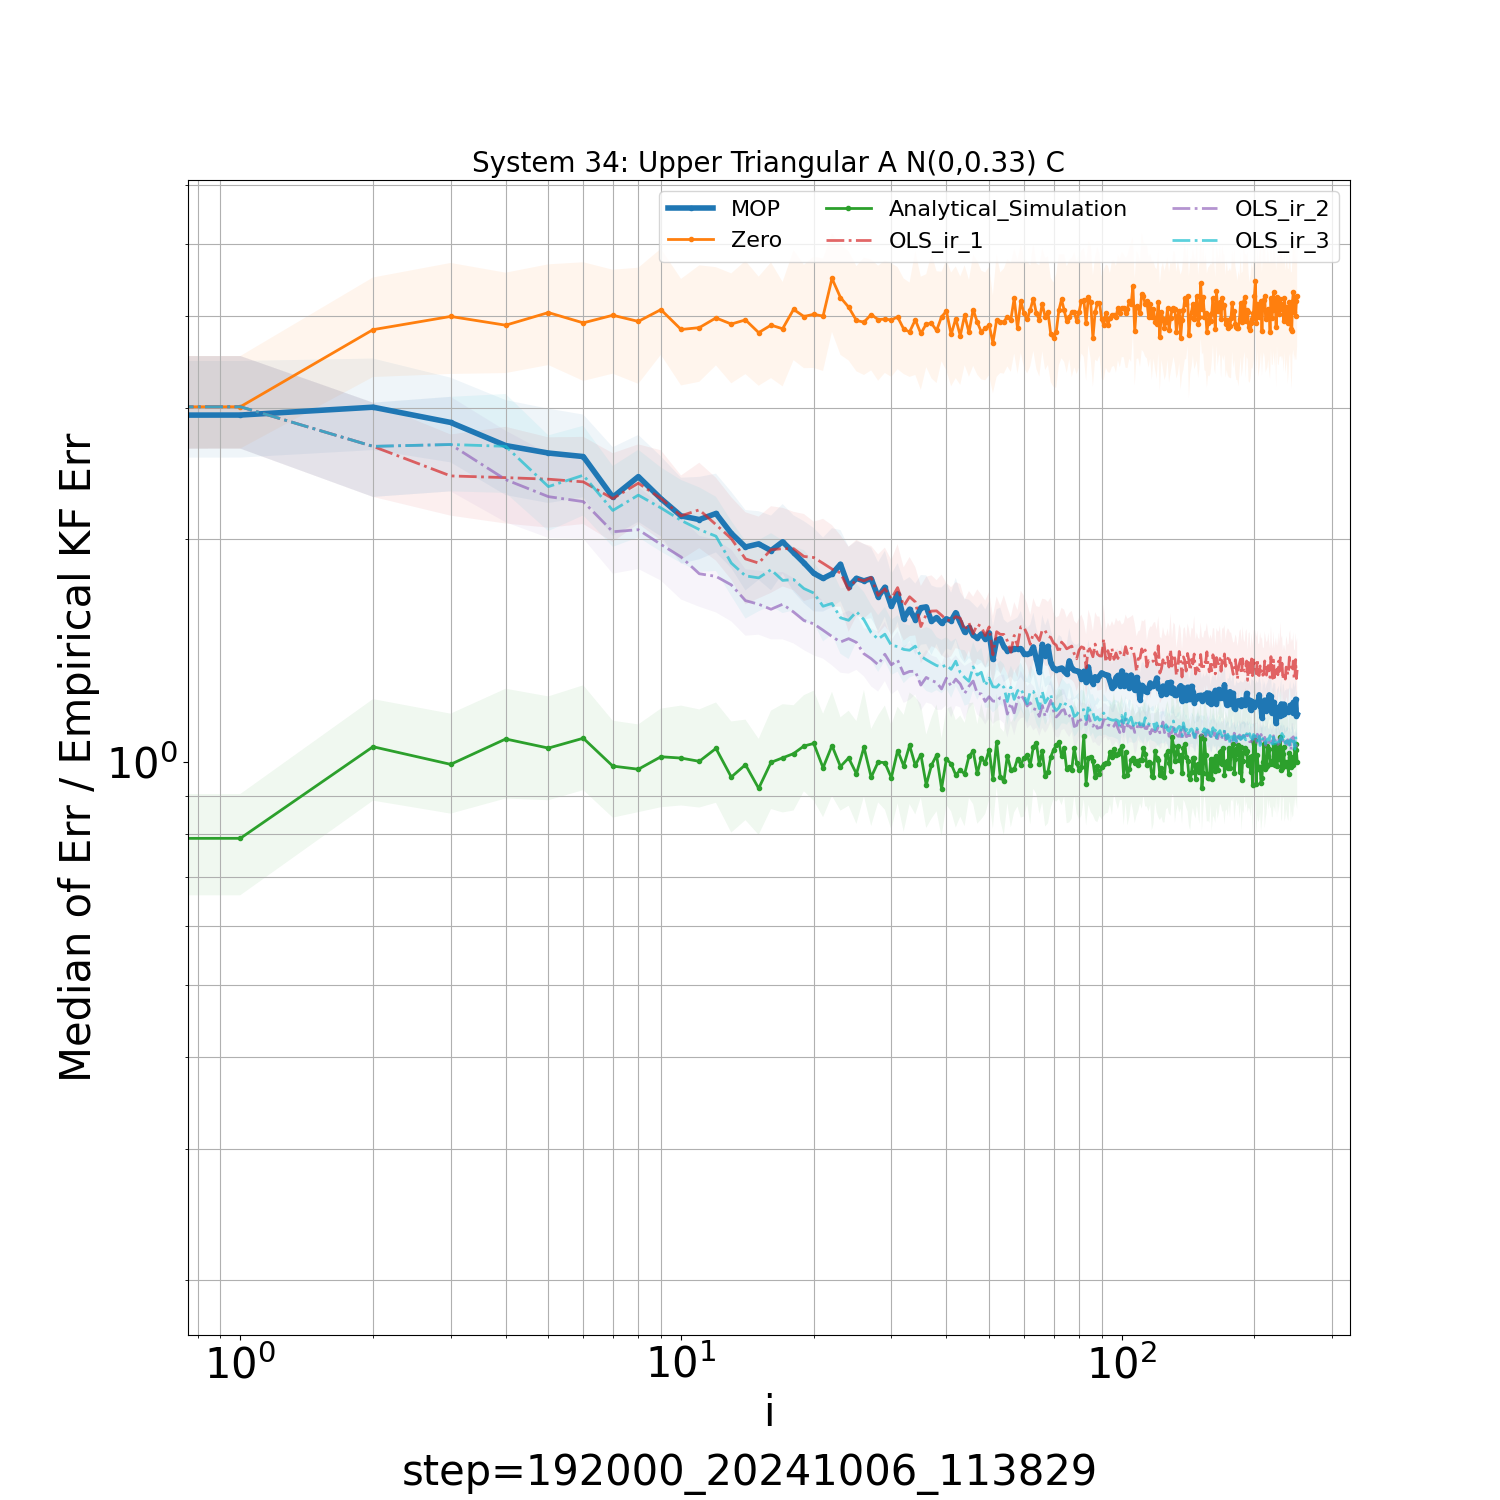 System 34: Upper Triangular A N(0,0.33) C
MOP
Zero
Analytical_Simulation
OLS_ir_1
OLS_ir_2
OLS_ir_3
Median of Err / Empirical KF Err
10⁰
10⁰
10¹
10²
i
step=192000_20241006_113829